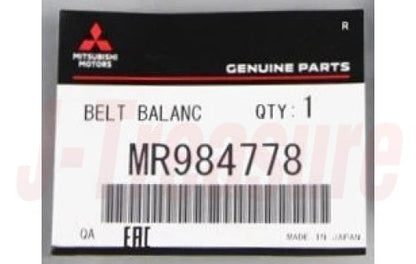 R
MITSUBISHI
MOTORS
GENUINE PARTS
BELT BALANC QTY: 1
J-Treasure
MR984778
QA EAC MADE IN JAPAN